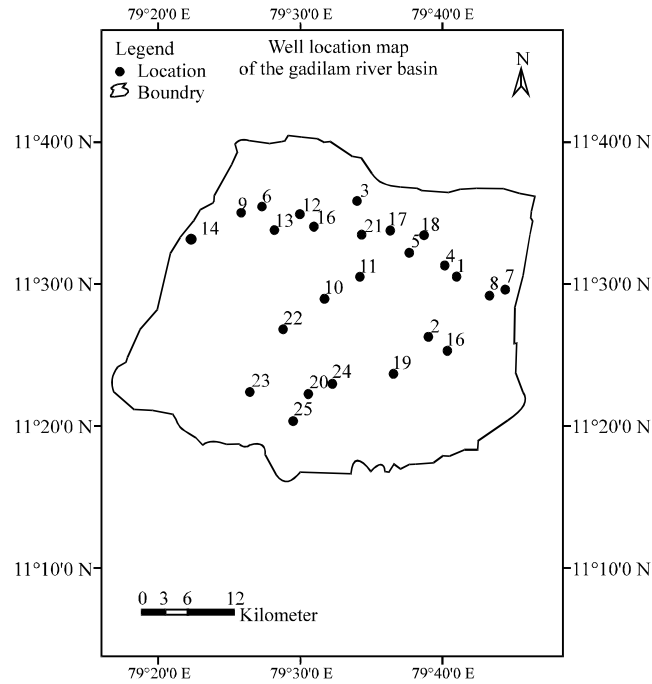 79°20'0 E 79°30'0 E 79°40'0 E
Legend
Location
Boundry
Well location map
of the gadilam river basin
N
11°40'0 N 11°40'0 N
3
6
9
12
13
16
14
21
17
18
5
4
1
11°30'0 N 11°30'0 N
11
10
8
7
22
2
16
19
24
20
23
25
11°20'0 N 11°20'0 N
11°10'0 N 11°10'0 N
0 3 6 12
Kilometer
79°20'0 E 79°30'0 E 79°40'0 E